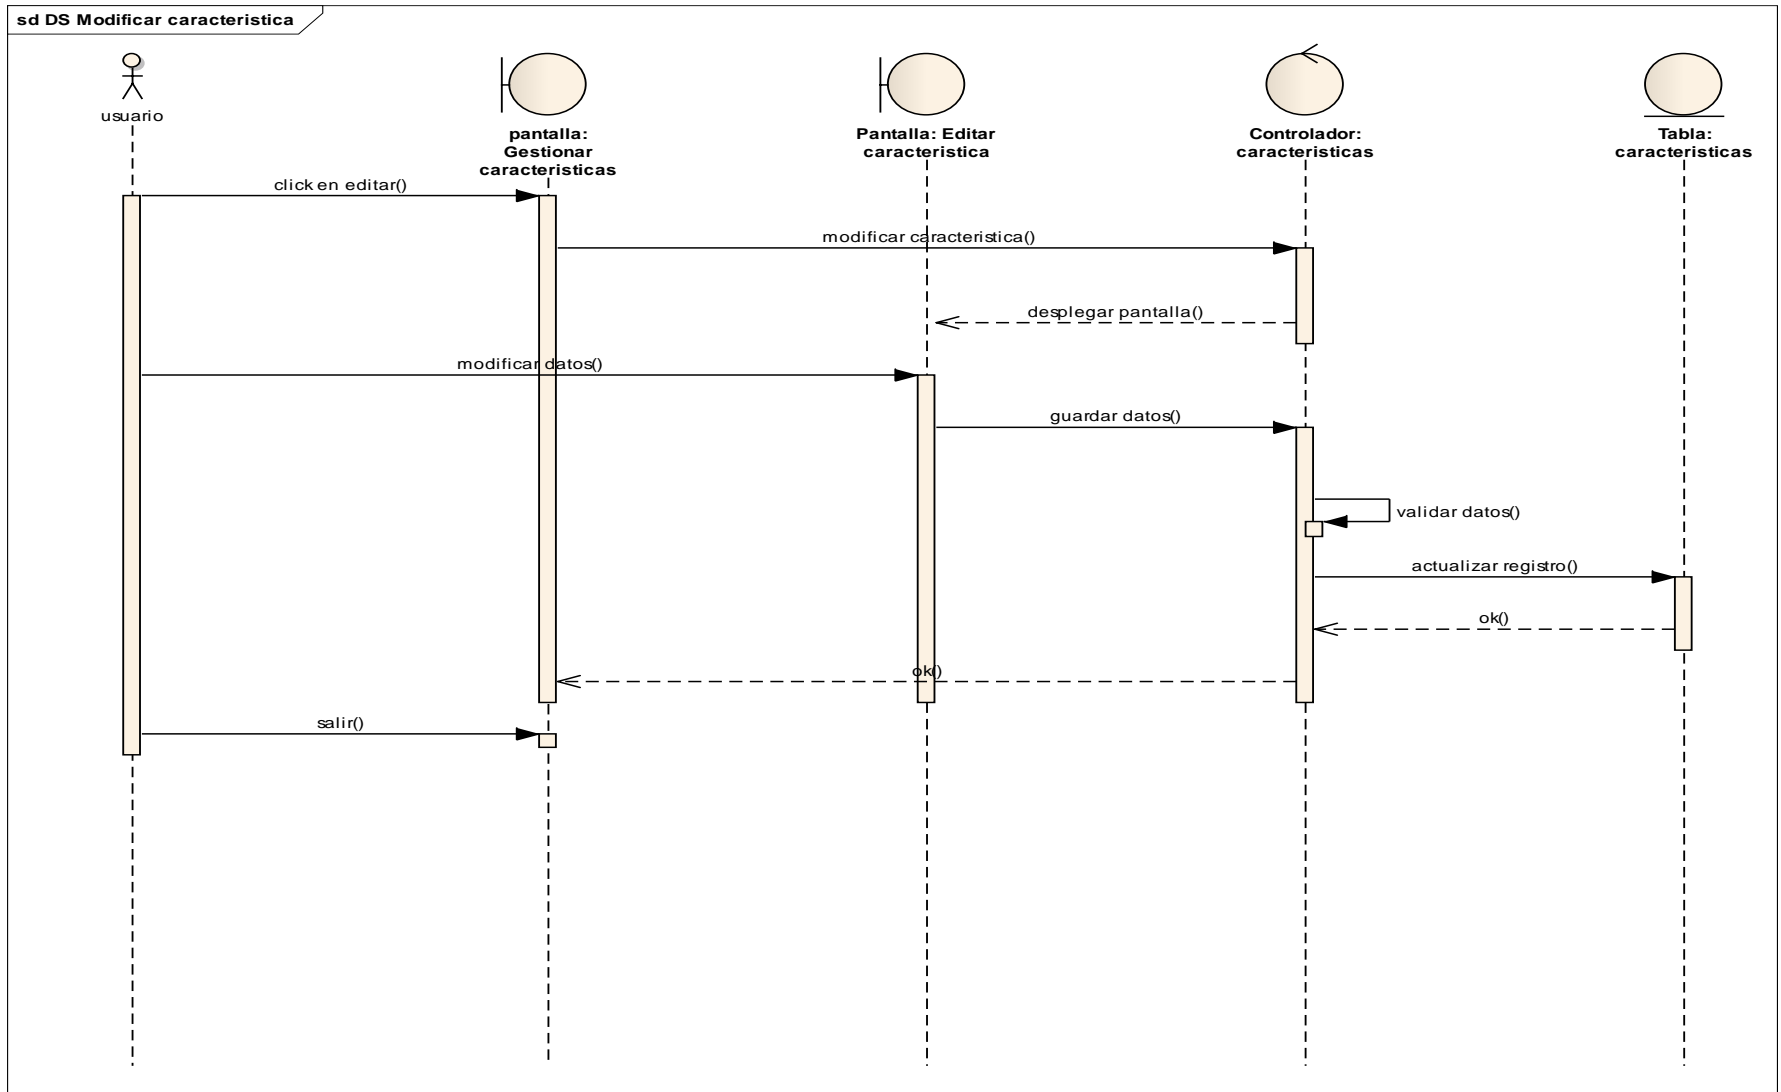 sd DS Modificar caracteristica
usuario
pantalla:
Gestionar
caracteristicas
Pantalla: Editar
caracteristica
Controlador:
caracteristicas
Tabla:
caracteristicas
click en editar()
modificar caracteristica()
desplegar pantalla()
modificar datos()
guardar datos()
validar datos()
actualizar registro()
ok()
ok()
salir()